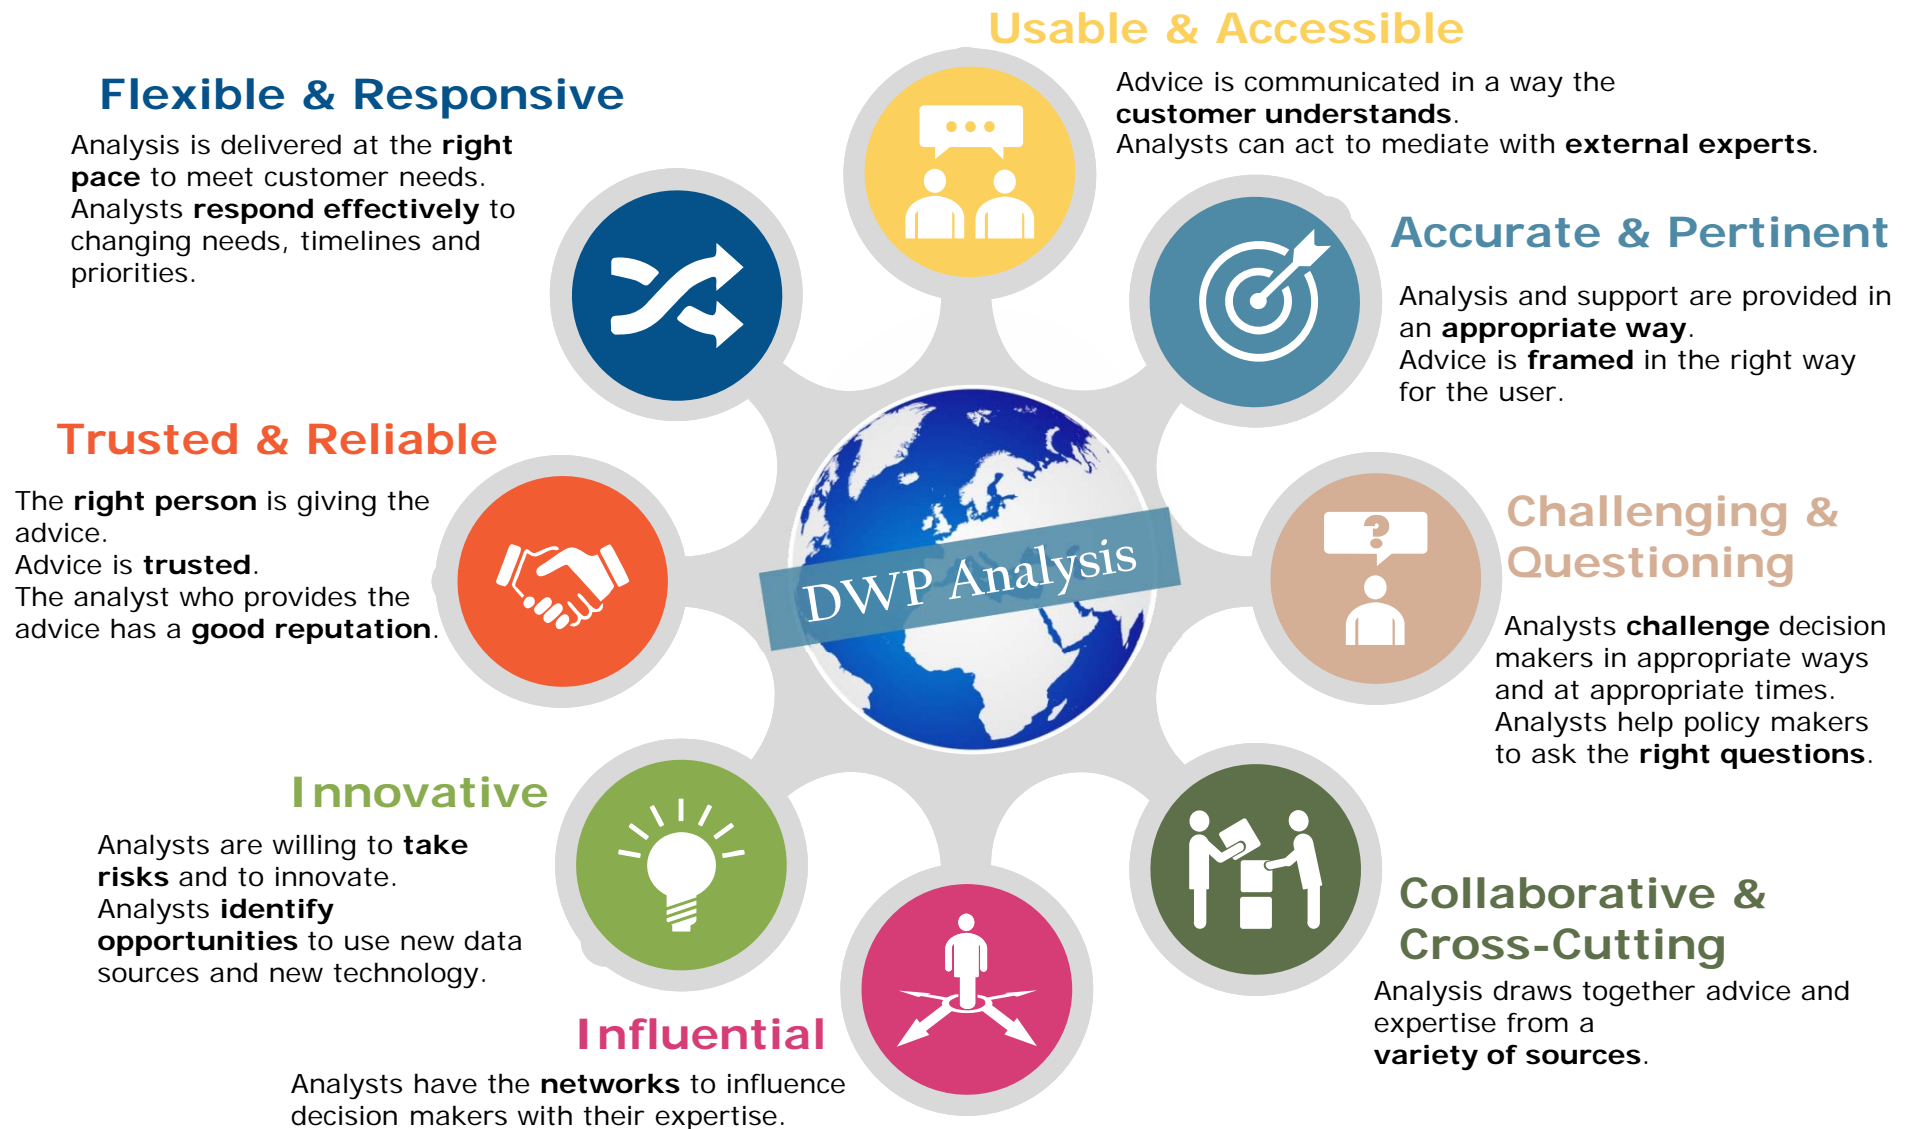 Usable & Accessible
Advice is communicated in a way the
customer understands.
Analysts can act to mediate with external experts.
Flexible & Responsive
Analysis is delivered at the right
pace to meet customer needs.
Analysts respond effectively to
changing needs, timelines and
priorities.
Accurate & Pertinent
Analysis and support are provided in
an appropriate way.
Advice is framed in the right way
for the user.
Trusted & Reliable
The right person is giving the
advice.
Advice is trusted.
The analyst who provides the
advice has a good reputation.
DWP Analysis
?
Challenging &
Questioning
Analysts challenge decision
makers in appropriate ways
and at appropriate times.
Analysts help policy makers
to ask the right questions.
Innovative
Analysts are willing to take
risks and to innovate.
Analysts identify
opportunities to use new data
sources and new technology.
Collaborative &
Cross-Cutting
Analysis draws together advice and
expertise from a
variety of sources.
Influential
Analysts have the networks to influence
decision makers with their expertise.